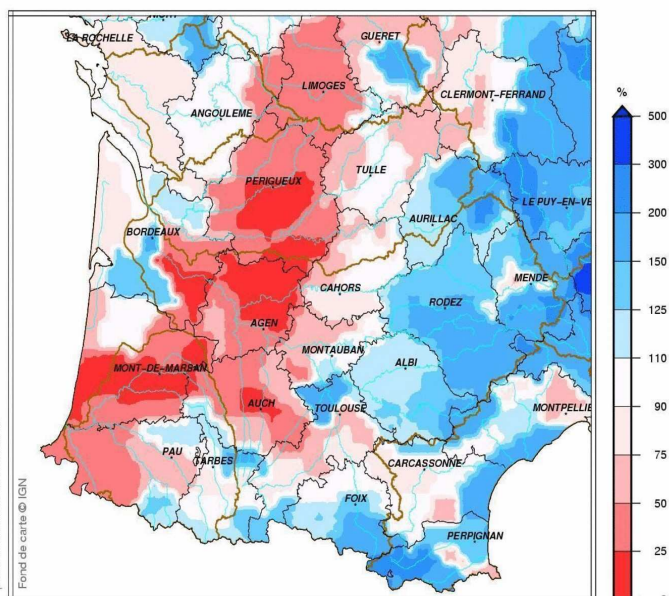 LA ROCHELLE
GUERET
LIMOGES
ANGOULEME
CLERMONT-FERRAND
TULLE
PERIGUEUX
LE PUY-EN-VE
AURILLAC
BORDEAUX
MENDE
CAHORS
RODEZ
AGEN
MONTAUBAN
ALBI
MONT-DE-MARSAN
AUCH
TOULOUSE
MONTPELLIE
PAU
TARBES
CARCASSONNE
FOIX
PERPIGNAN
Fond de carte © IGN
%
500
300
200
150
125
110
90
75
50
25